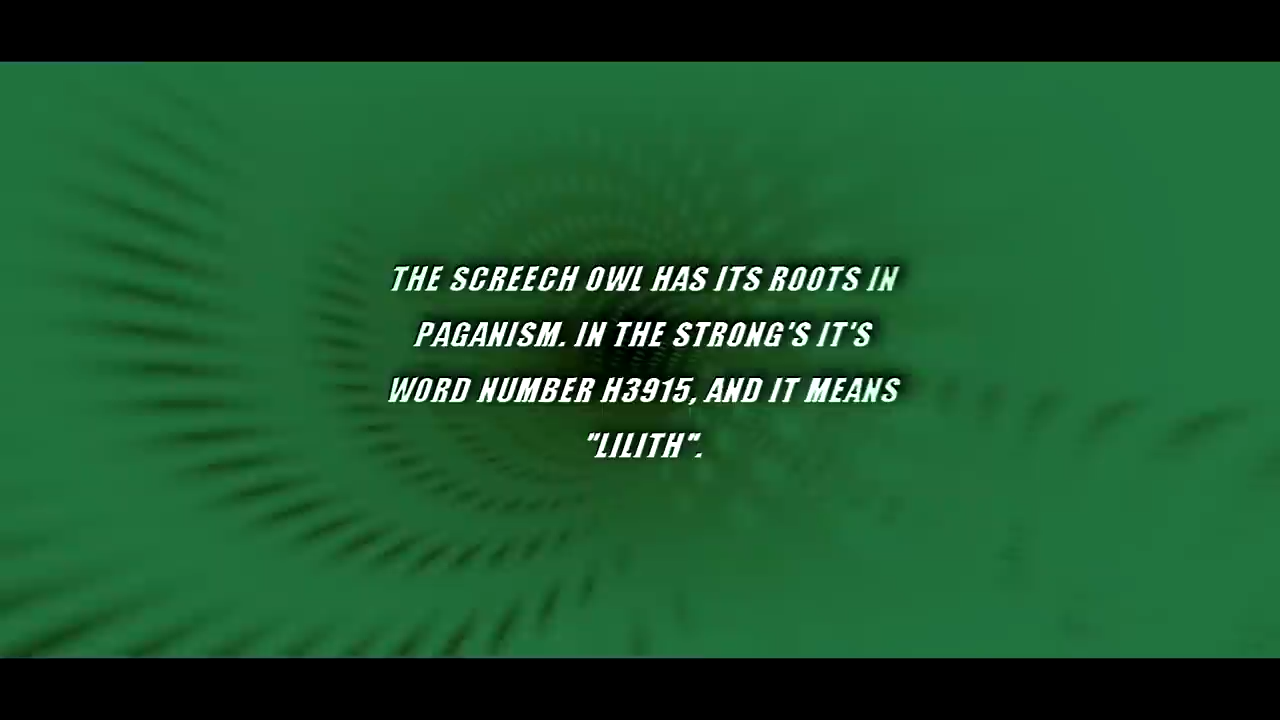 THE SCREECH OWL HAS ITS ROOTS IN
PAGANISM. IN THE STRONG'S IT'S
WORD NUMBER H3915, AND IT MEANS
"LILITH".